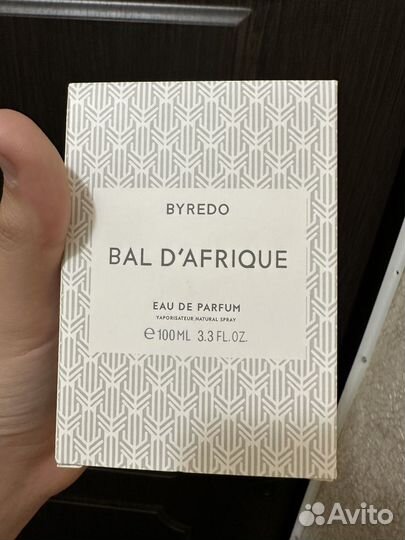 BYREDO
BAL D'AFRIQUE
EAU DE PARFUM
VAPORISATEUR NATURAL SPRAY
e 100ML 3.3 FL.OZ.
Avito